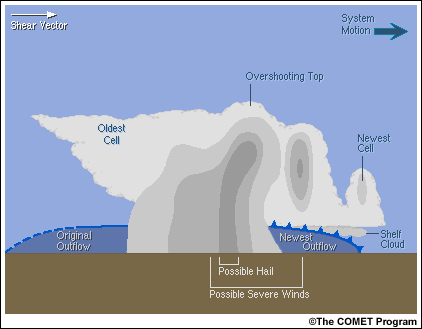 Shear Vector
System
Motion
Overshooting Top
Oldest
Cell
Newest
Cell
Original
Outflow
Newest
Outflow
Shelf
Cloud
Possible Hail
Possible Severe Winds
©The COMET Program